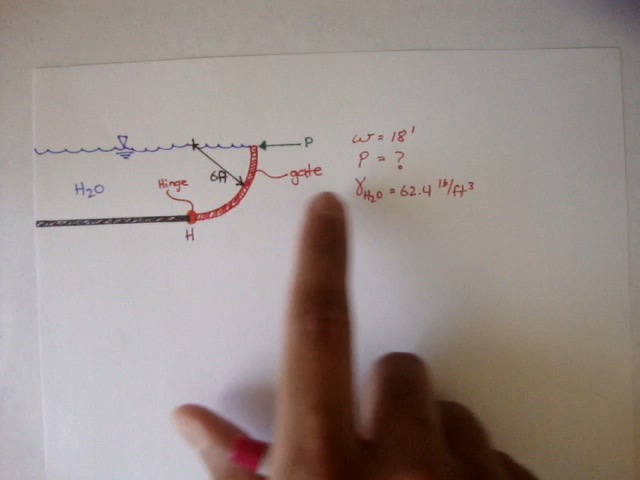 P
w = 18'
P = ?
γH2O = 62.4 lb/ft3
6ft
gate
H2O
Hinge
H